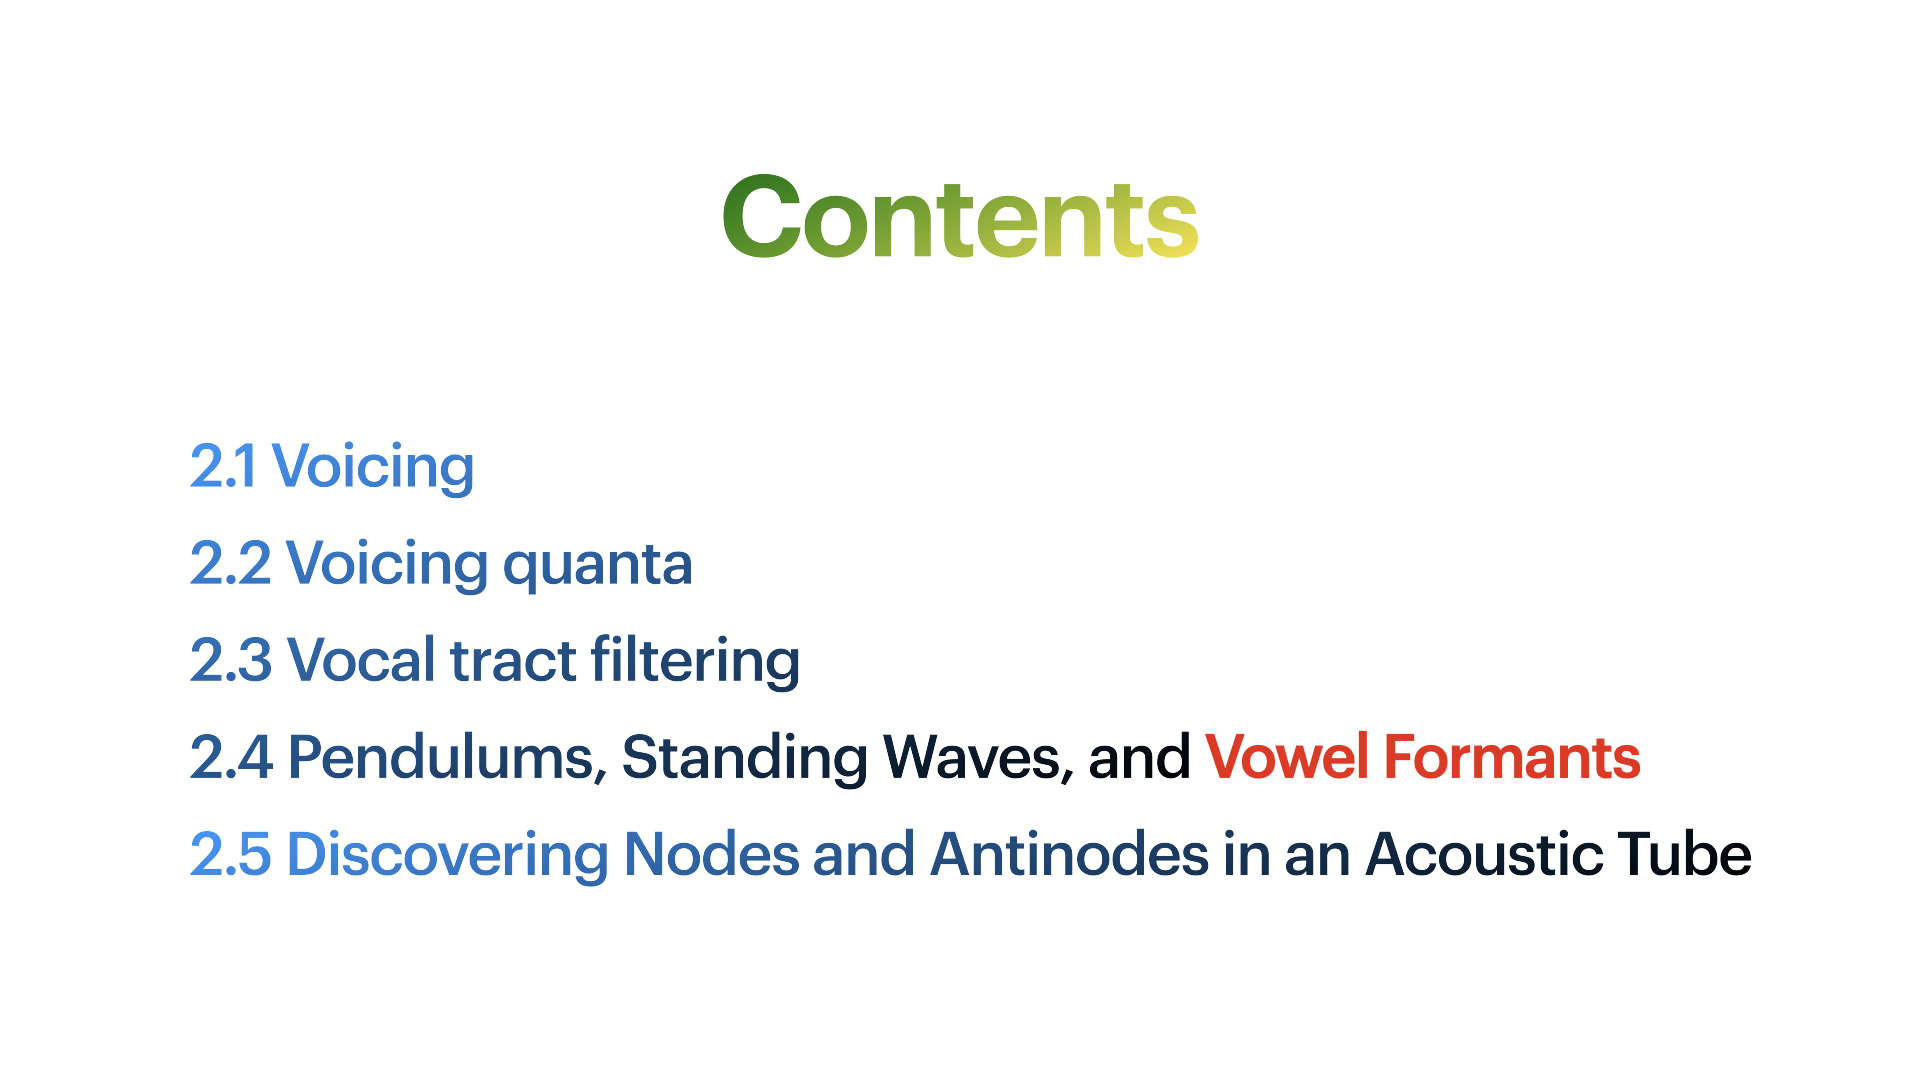 Contents
2.1 Voicing
2.2 Voicing quanta
2.3 Vocal tract filtering
2.4 Pendulums, Standing Waves, and Vowel Formants
2.5 Discovering Nodes and Antinodes in an Acoustic Tube